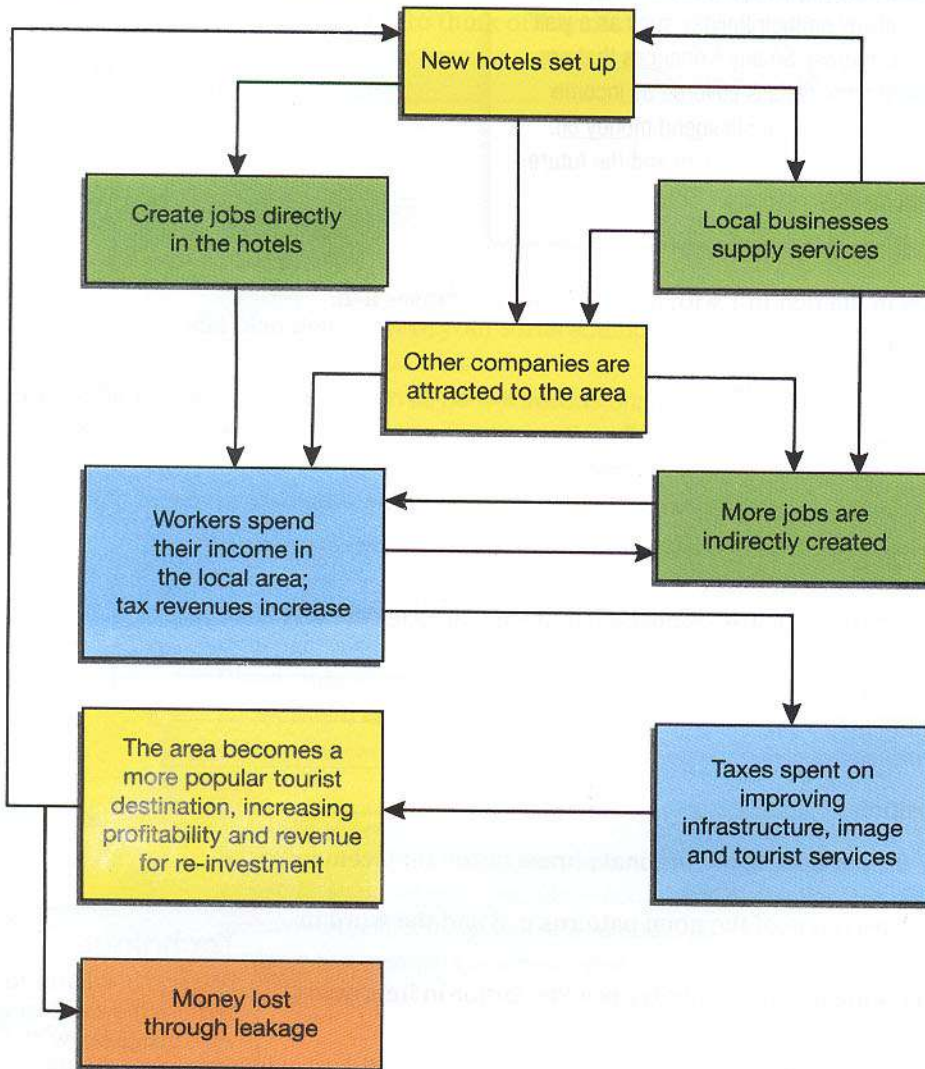 New hotels set up
Create jobs directly
in the hotels
Local businesses
supply services
Other companies are
attracted to the area
Workers spend
their income in
the local area;
tax revenues increase
More jobs are
indirectly created
The area becomes a
more popular tourist
destination, increasing
profitability and revenue
for re-investment
Taxes spent on
improving
infrastructure, image
and tourist services
Money lost
through leakage